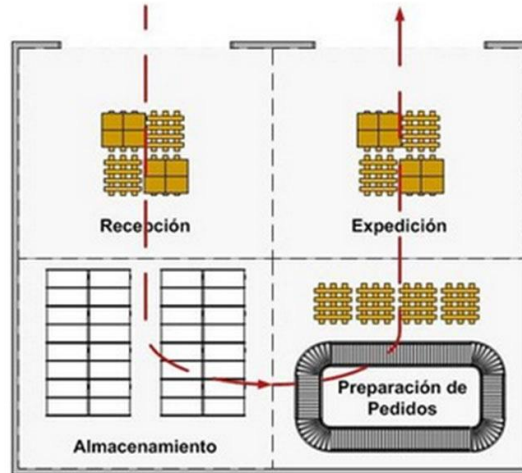 Recepción
Expedición
Almacenamiento
Preparación de
Pedidos